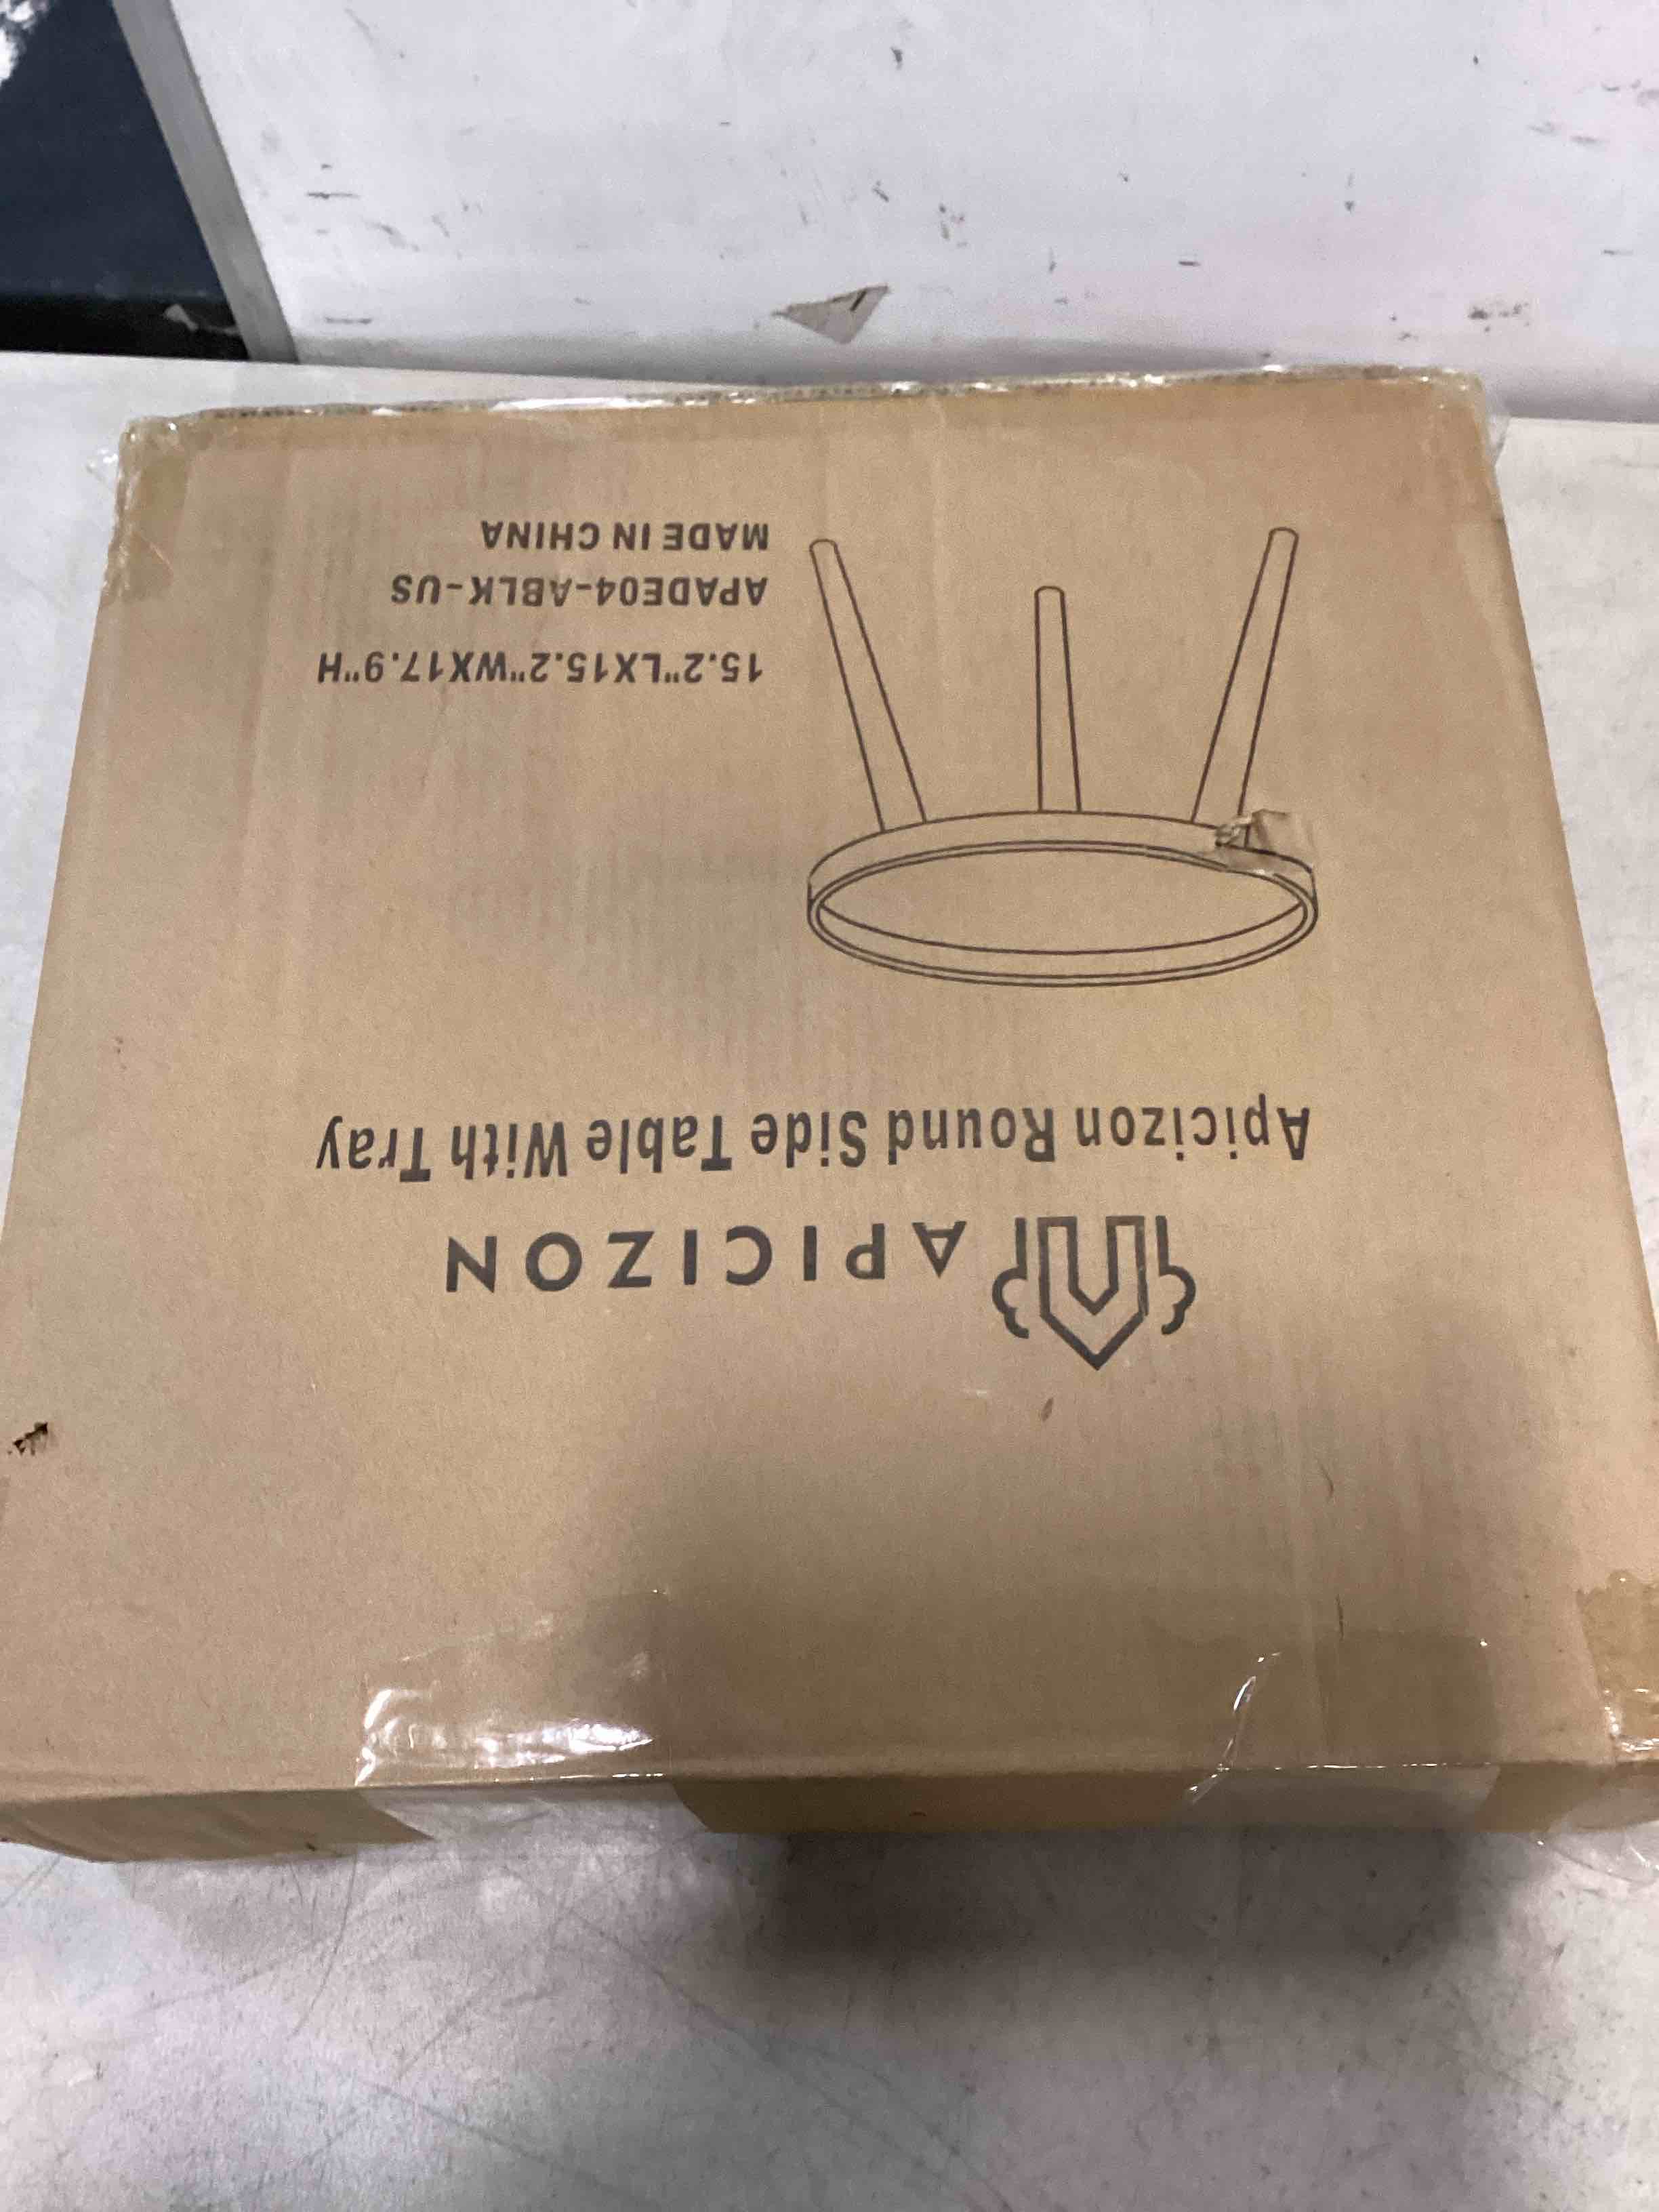 APICIZON
Apicizon Round Side Table With Tray
15.2"LX15.2"WX17.9"H
APADE04-ABLK-US
MADE IN CHINA